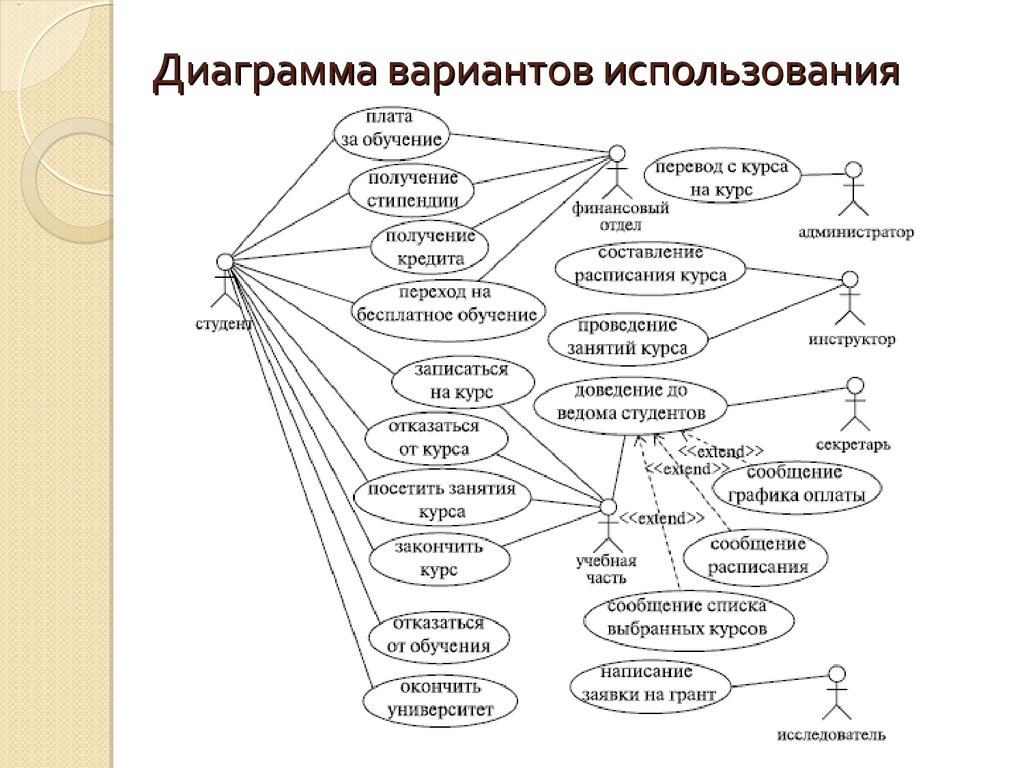 Диаграмма вариантов использования
плата
за обучение
получение
стипендии
финансовый
отдел
перевод с курса
на курс
администратор
получение
кредита
составление
расписания курса
студент
переход на
бесплатное обучение
проведение
занятий курса
инструктор
записаться
на курс
доведение до
ведома студентов
секретарь
отказаться
от курса
<<extend>>
<<extend>>
сообщение
графика оплаты
посетить занятия
курса
<<extend>>
учебная
часть
закончить
курс
сообщение
расписания
сообщение списка
выбранных курсов
отказаться
от обучения
написание
заявки на грант
окончить
университет
исследователь